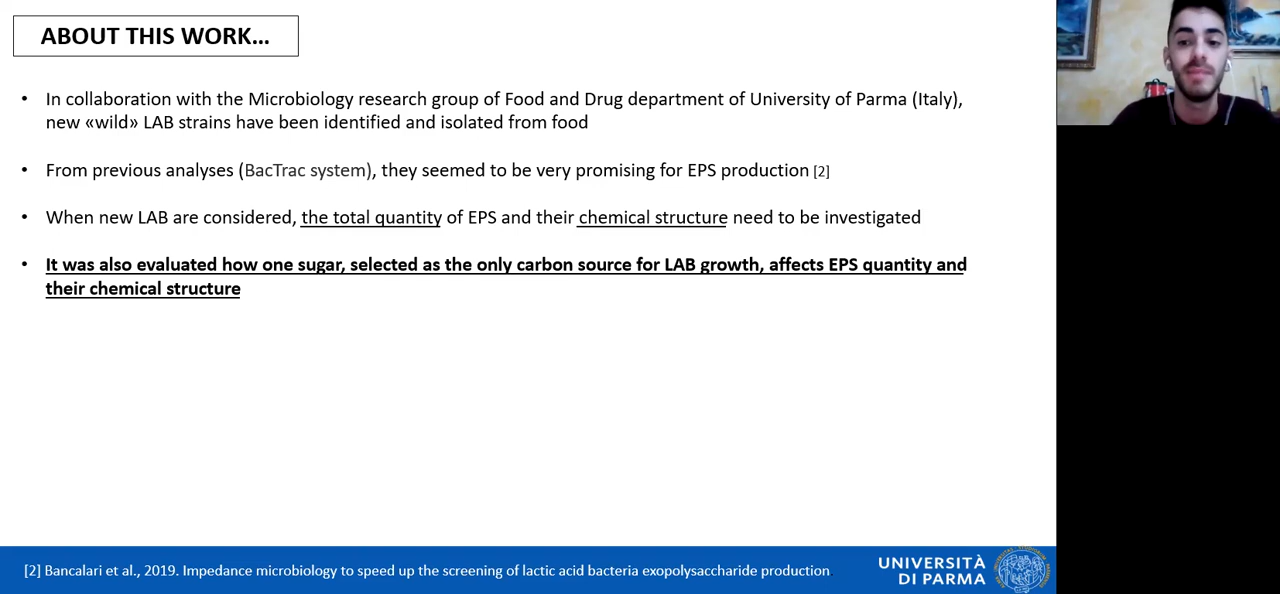 ABOUT THIS WORK...
• In collaboration with the Microbiology research group of Food and Drug department of University of Parma (Italy),
new «wild» LAB strains have been identified and isolated from food
• From previous analyses (BacTrac system), they seemed to be very promising for EPS production [2]
• When new LAB are considered, the total quantity of EPS and their chemical structure need to be investigated
• It was also evaluated how one sugar, selected as the only carbon source for LAB growth, affects EPS quantity and
their chemical structure
[2] Bancalari et al., 2019. Impedance microbiology to speed up the screening of lactic acid bacteria exopolysaccharide production
UNIVERSITÀ
DI PARMA